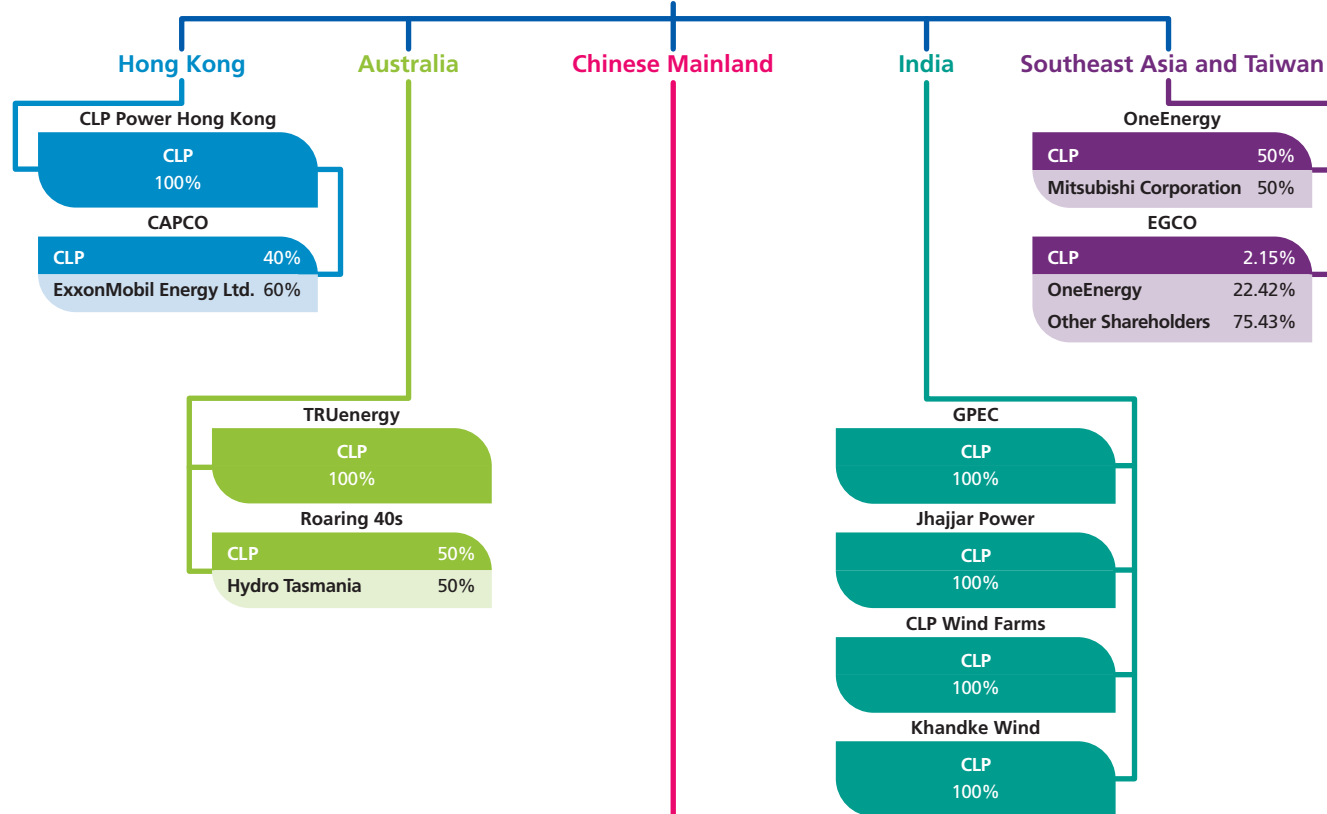 Hong Kong
Australia
Chinese Mainland
India
Southeast Asia and Taiwan
CLP Power Hong Kong
CLP
100%
CAPCO
CLP 40%
ExxonMobil Energy Ltd. 60%
TRUenergy
CLP
100%
Roaring 40s
CLP 50%
Hydro Tasmania 50%
GPEC
CLP
100%
Jhajjar Power
CLP
100%
CLP Wind Farms
CLP
100%
Khandke Wind
CLP
100%
OneEnergy
CLP 50%
Mitsubishi Corporation 50%
EGCO
CLP 2.15%
OneEnergy 22.42%
Other Shareholders 75.43%